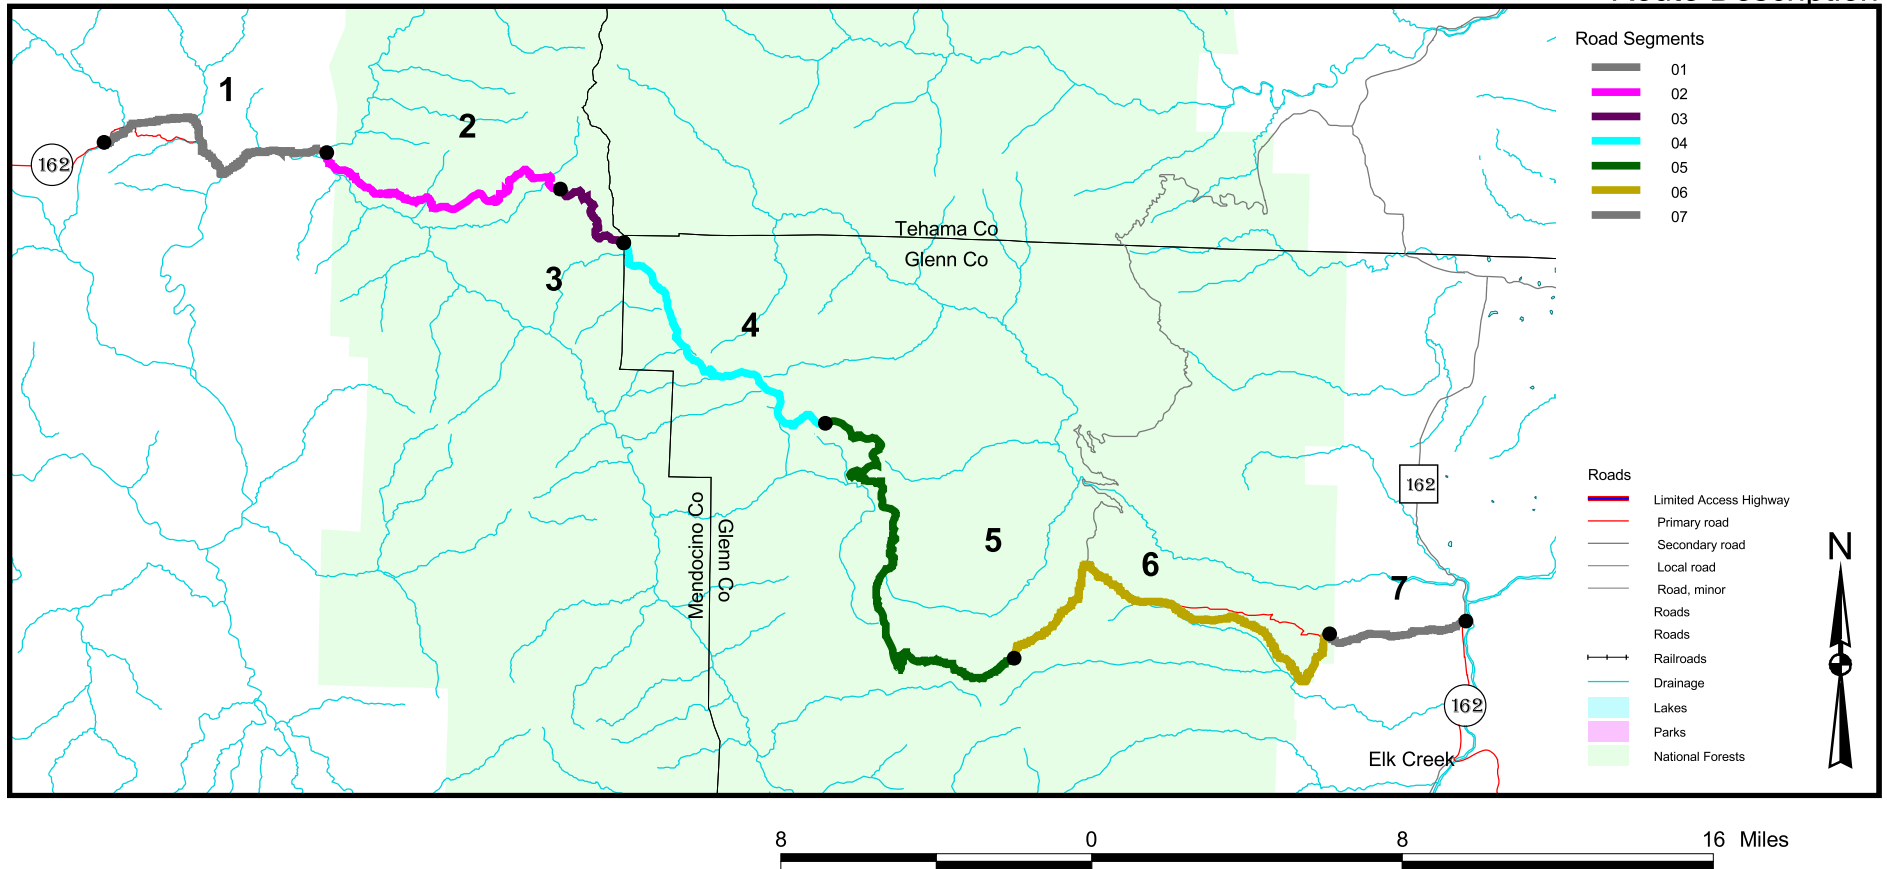 Route Description
Road Segments
01
02
03
04
05
06
07
1
2
3
4
5
6
7
162
Tehama Co
Glenn Co
Mendocino Co
Glenn Co
162
162
Elk Creek
Roads
Limited Access Highway
Primary road
Secondary road
Local road
Road, minor
Roads
Roads
Railroads
Drainage
Lakes
Parks
National Forests
N
8 0 8 16 Miles